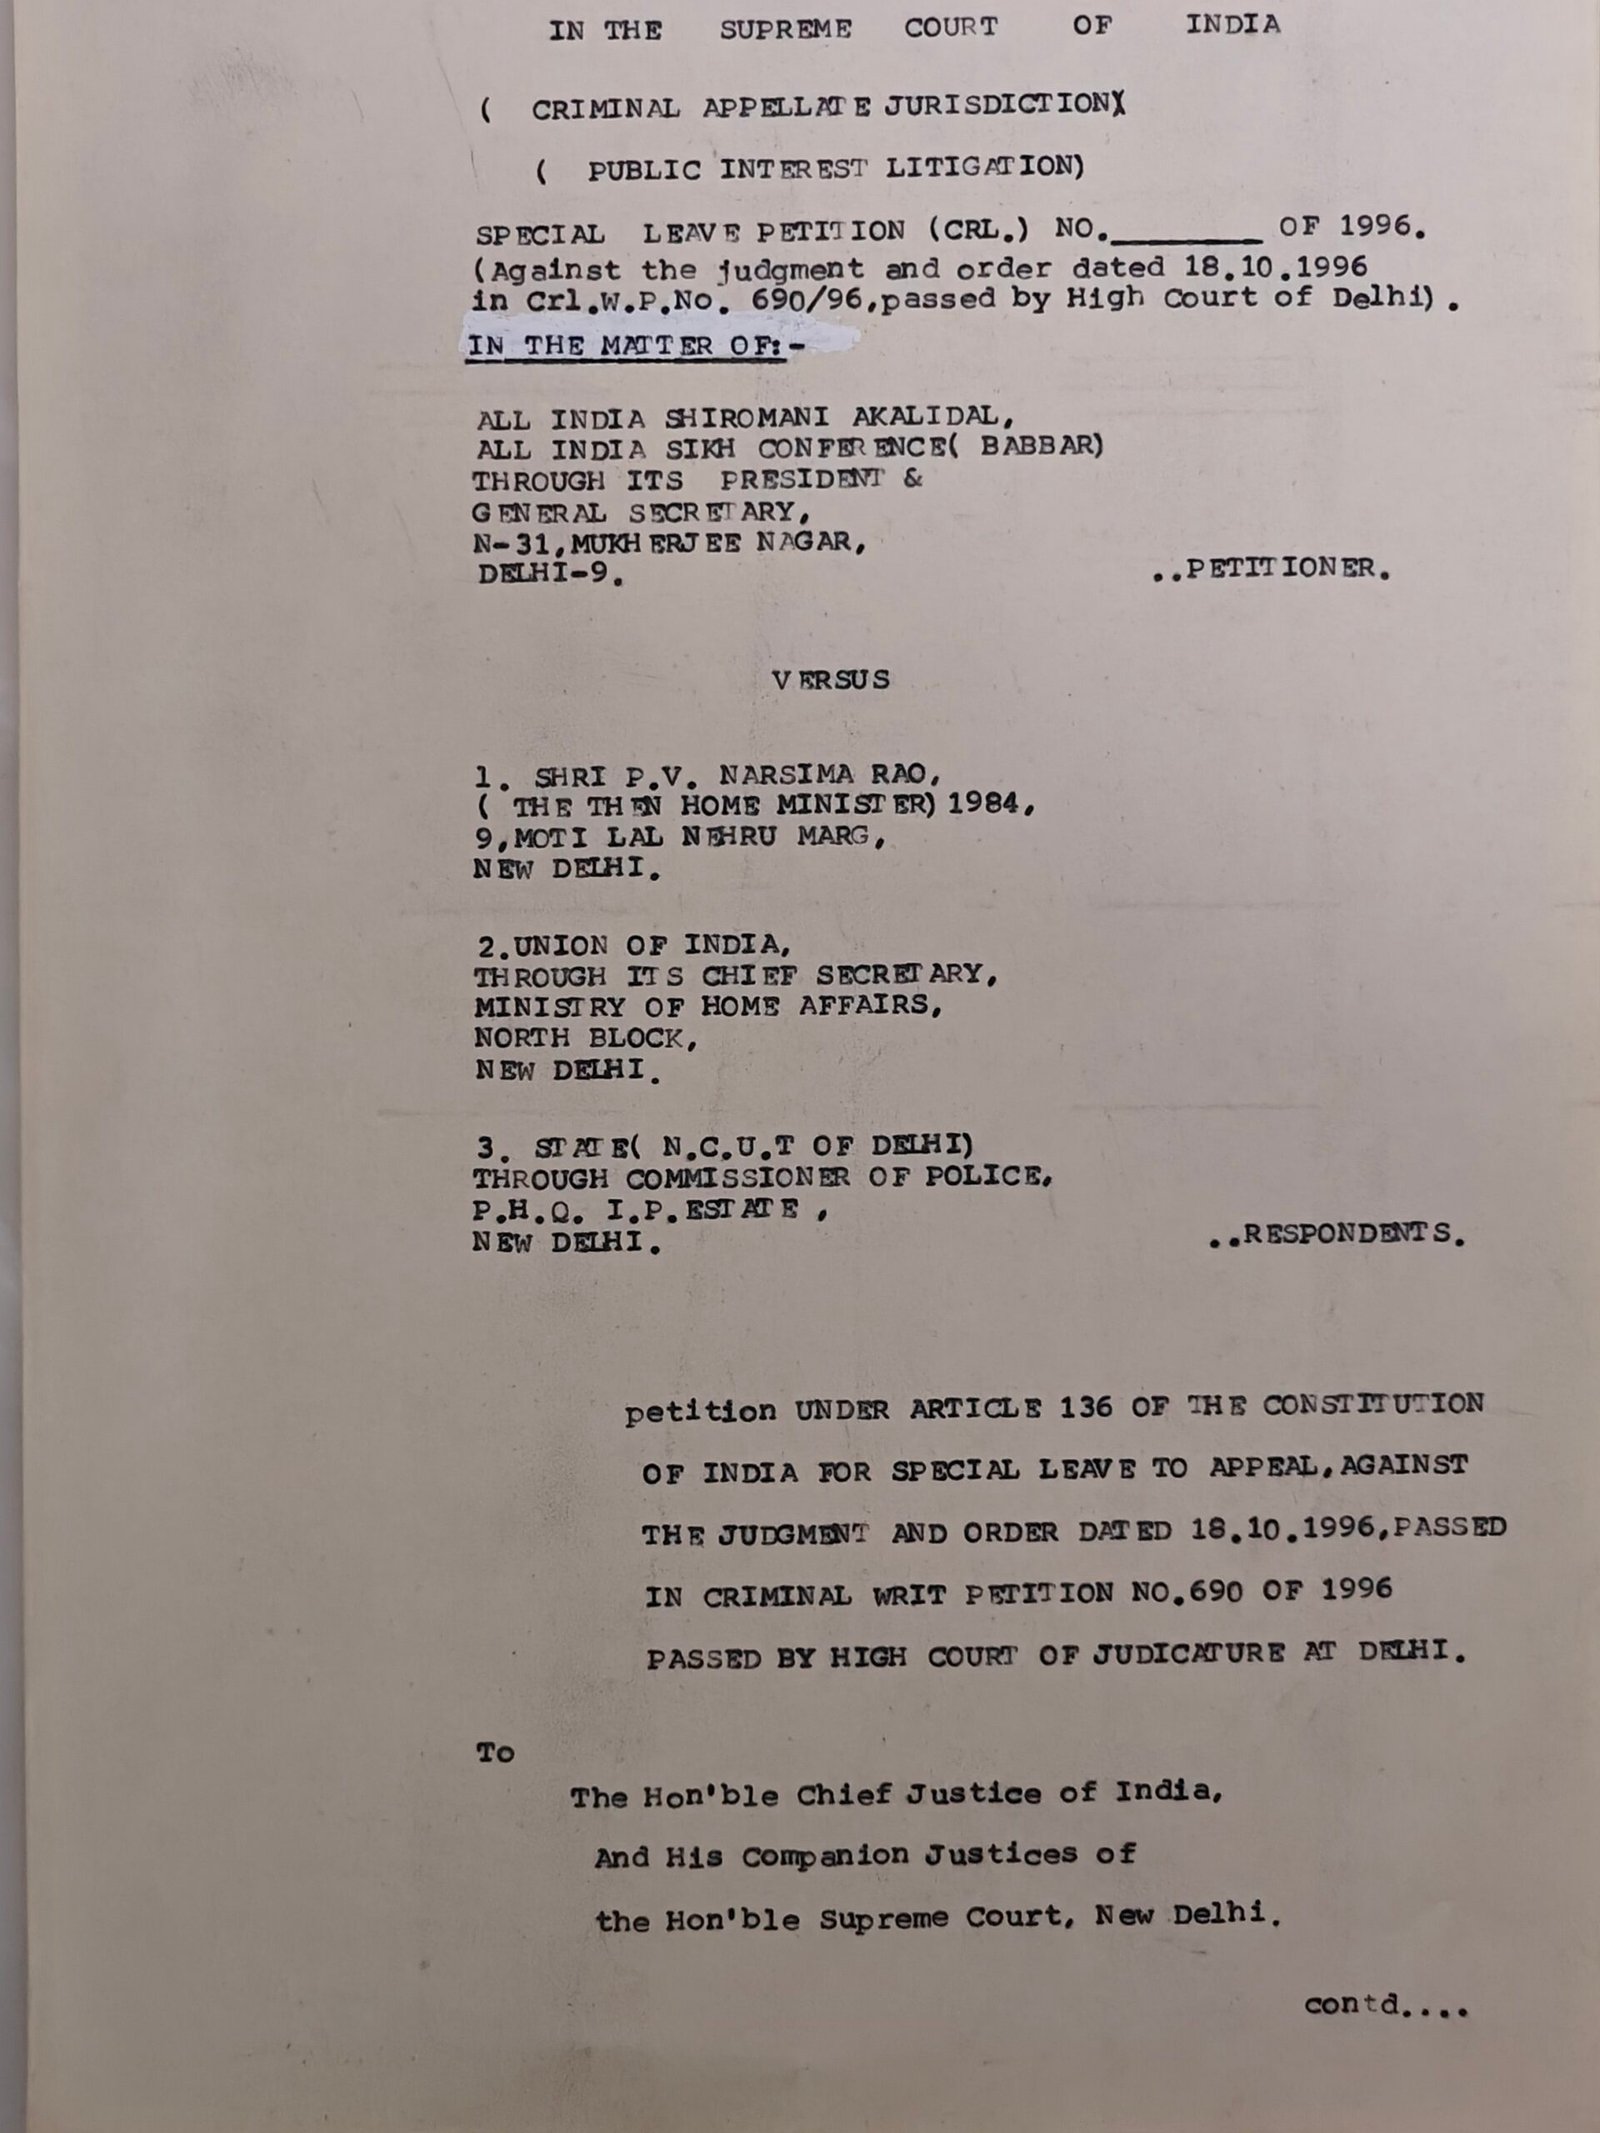 IN THE SUPREME COURT OF INDIA
( CRIMINAL APPELLATE JURISDICTION)
( PUBLIC INTEREST LITIGATION)
SPECIAL LEAVE PETITION (CRL.) NO.________ OF 1996.
(Against the judgment and order dated 18.10.1996
in Crl.W.P.No. 690/96,passed by High Court of Delhi).
IN THE MATTER OF:-
ALL INDIA SHIROMANI AKALIDAL,
ALL INDIA SIKH CONFERENCE( BABBAR)
THROUGH ITS PRESIDENT &
GENERAL SECRETARY,
N-31,MUKHERJEE NAGAR,
DELHI-9. ..PETITIONER.
VERSUS
1. SHRI P.V. NARSIMA RAO,
( THE THEN HOME MINISTER) 1984,
9,MOTI LAL NEHRU MARG,
NEW DELHI.
2.UNION OF INDIA,
THROUGH ITS CHIEF SECRETARY,
MINISTRY OF HOME AFFAIRS,
NORTH BLOCK,
NEW DELHI.
3. STATE( N.C.U.T OF DELHI)
THROUGH COMMISSIONER OF POLICE,
P.H.Q. I.P.ESTATE ,
NEW DELHI. ..RESPONDENTS.
petition UNDER ARTICLE 136 OF THE CONSTITUTION
OF INDIA FOR SPECIAL LEAVE TO APPEAL,AGAINST
THE JUDGMENT AND ORDER DATED 18.10.1996,PASSED
IN CRIMINAL WRIT PETITION NO.690 OF 1996
PASSED BY HIGH COURT OF JUDICATURE AT DELHI.
To
The Hon'ble Chief Justice of India,
And His Companion Justices of
the Hon'ble Supreme Court, New Delhi.
contd....